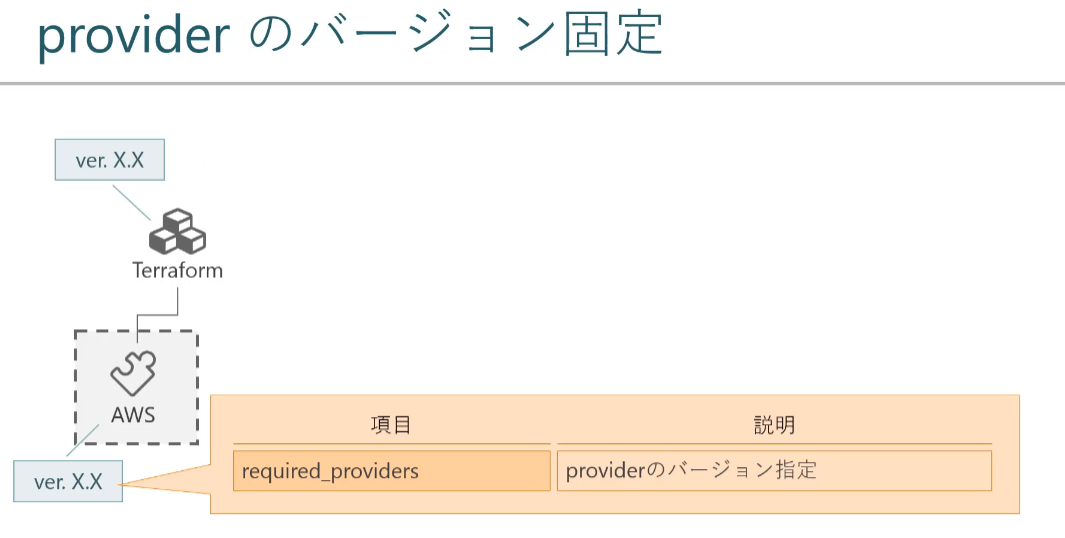 provider のバージョン固定
ver. X.X
Terraform
AWS
ver. X.X
項目 説明
required_providers providerのバージョン指定